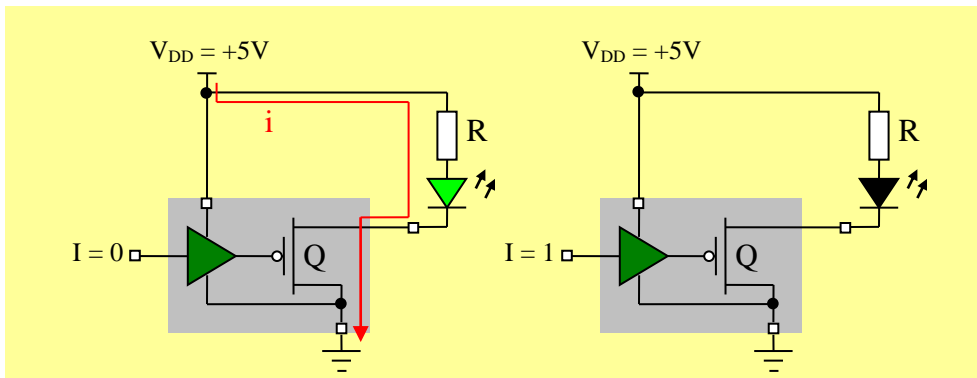 V_DD = +5V
V_DD = +5V
i
R
R
I = 0
Q
I = 1
Q